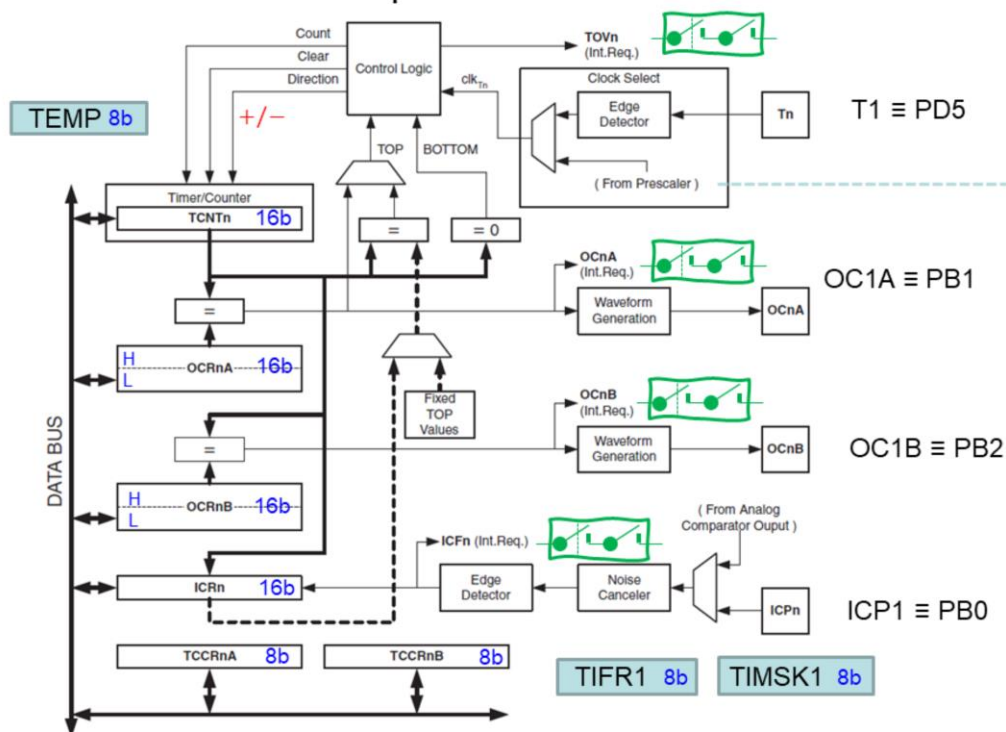 Count
Clear
Direction
Control Logic
TOVn
(Int.Req.)
clkTn
Clock Select
Edge
Detector
Tn
( From Prescaler )
T1 ≡ PD5
TEMP 8b
+/−
TOP
BOTTOM
Timer/Counter
TCNTn 16b
=
= 0
OCnA
(Int.Req.)
=
Waveform
Generation
OCnA
OC1A ≡ PB1
H
OCRnA 16b
L
Fixed
TOP
Values
OCnB
(Int.Req.)
=
Waveform
Generation
OCnB
OC1B ≡ PB2
DATA BUS
H
OCRnB 16b
L
( From Analog
Comparator Ouput )
ICFn (Int.Req.)
ICRn 16b
Edge
Detector
Noise
Canceler
ICPn
ICP1 ≡ PB0
TCCRnA 8b
TCCRnB 8b
TIFR1 8b
TIMSK1 8b